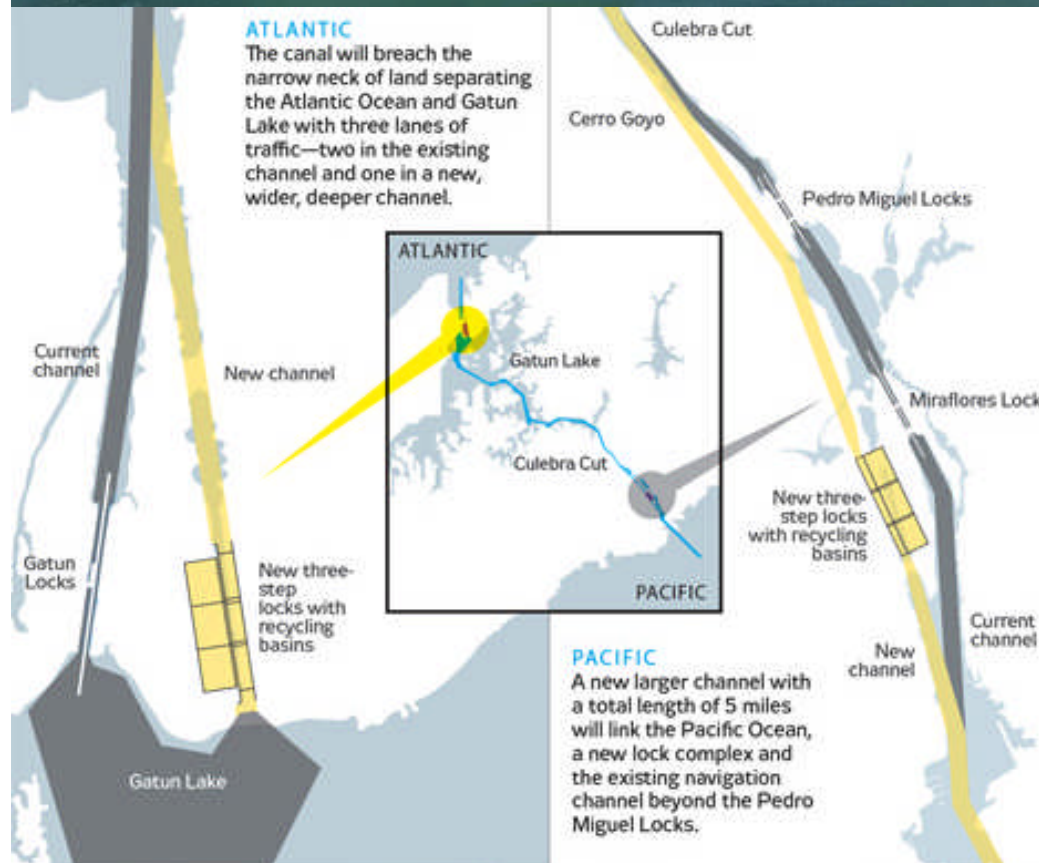 ATLANTIC
The canal will breach the
narrow neck of land separating
the Atlantic Ocean and Gatun
Lake with three lanes of
traffic—two in the existing
channel and one in a new,
wider, deeper channel.
Current
channel
New channel
Gatun
Locks
New three-
step
locks with
recycling
basins
Gatun Lake
ATLANTIC
Gatun Lake
Culebra Cut
PACIFIC
Culebra Cut
Cerro Goyo
Pedro Miguel Locks
Miraflores Lock
New three-
step locks
with recycling
basins
Current
channel
New
channel
PACIFIC
A new larger channel with
a total length of 5 miles
will link the Pacific Ocean,
a new lock complex and
the existing navigation
channel beyond the Pedro
Miguel Locks.